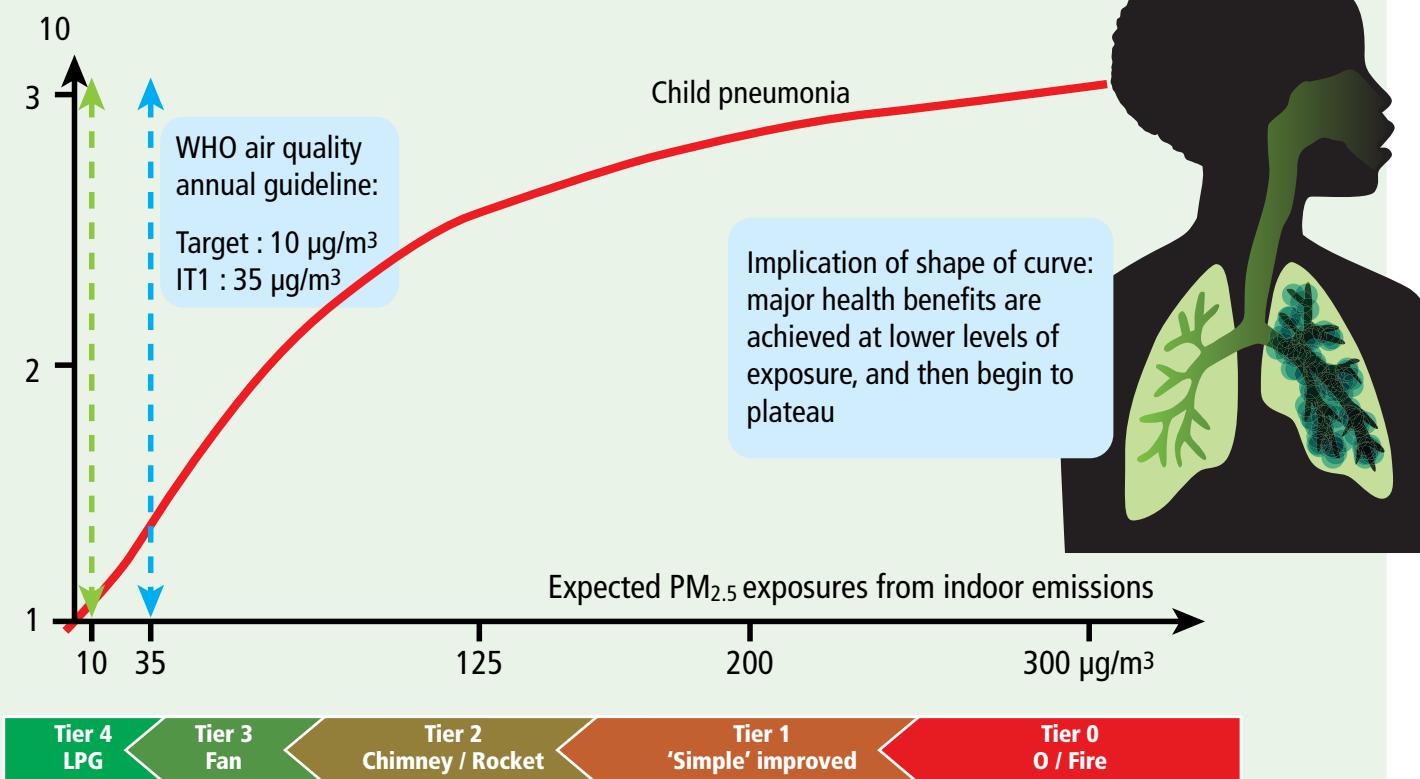 10
3
Child pneumonia
WHO air quality
annual guideline:
Target : 10 µg/m³
IT1 : 35 µg/m³
Implication of shape of curve:
major health benefits are
achieved at lower levels of
exposure, and then begin to
plateau
2
Expected PM₂.₅ exposures from indoor emissions
1
10 35 125 200 300 µg/m³
Tier 4
LPG
Tier 3
Fan
Tier 2
Chimney / Rocket
Tier 1
‘Simple’ improved
Tier 0
O / Fire